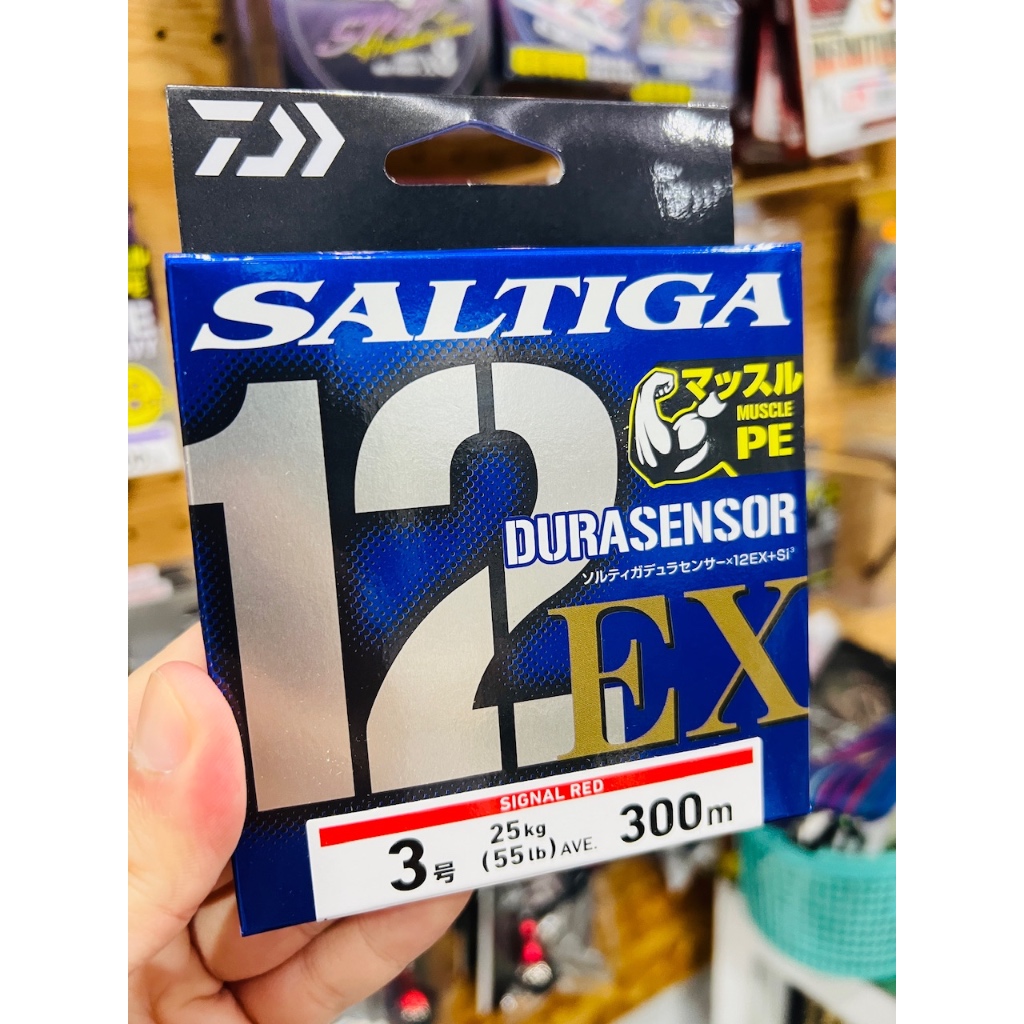 SALTIGA
12
マッスル
MUSCLE
PE
DURASENSOR
ソルティガデュラセンサー×12EX+Si³
EX
SIGNAL RED
3号
25kg
(55lb) AVE.
300m